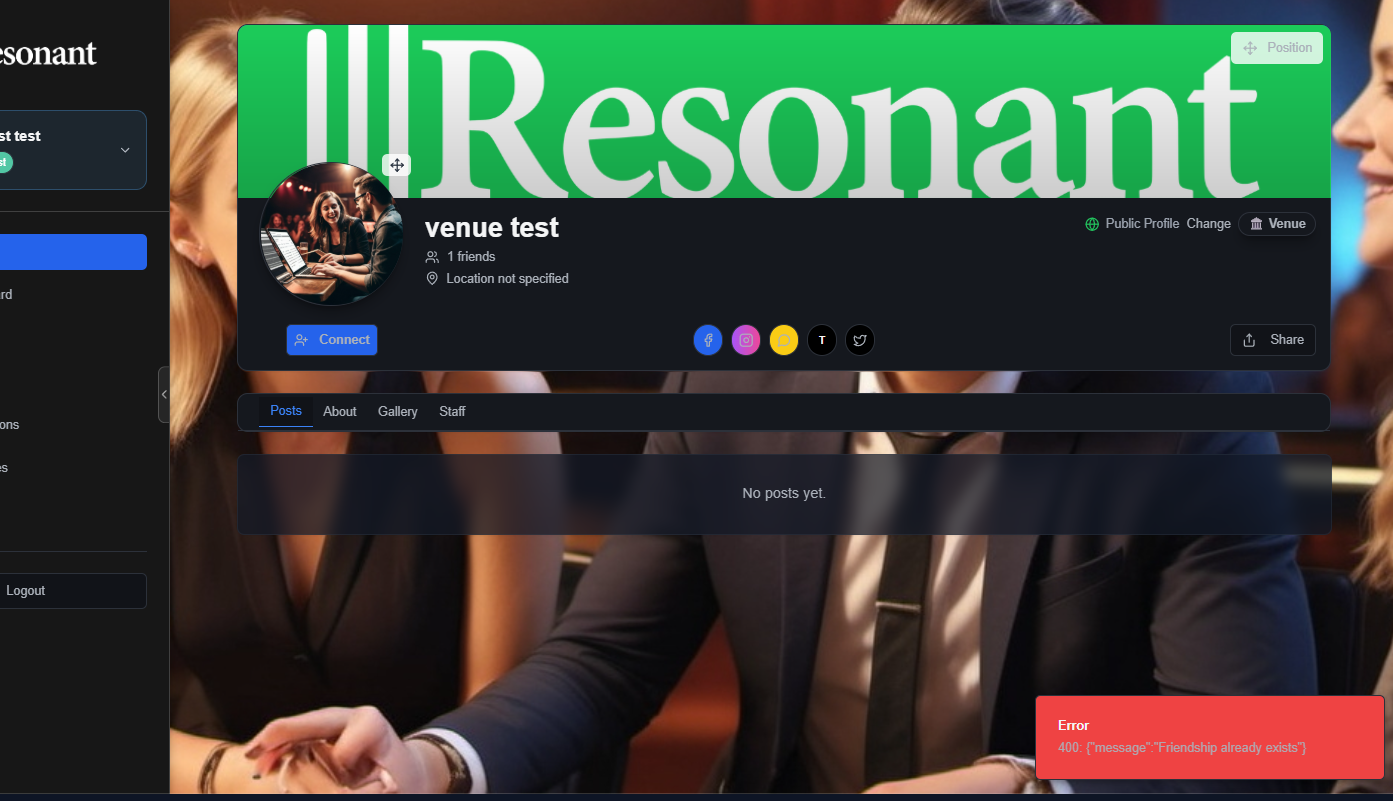 esonant
st test
st
rd
ons
es
Logout
Resonant
Position
venue test
1 friends
Location not specified
Public Profile Change Venue
Connect
T
Share
Posts About Gallery Staff
No posts yet.
Error
400: {"message":"Friendship already exists"}